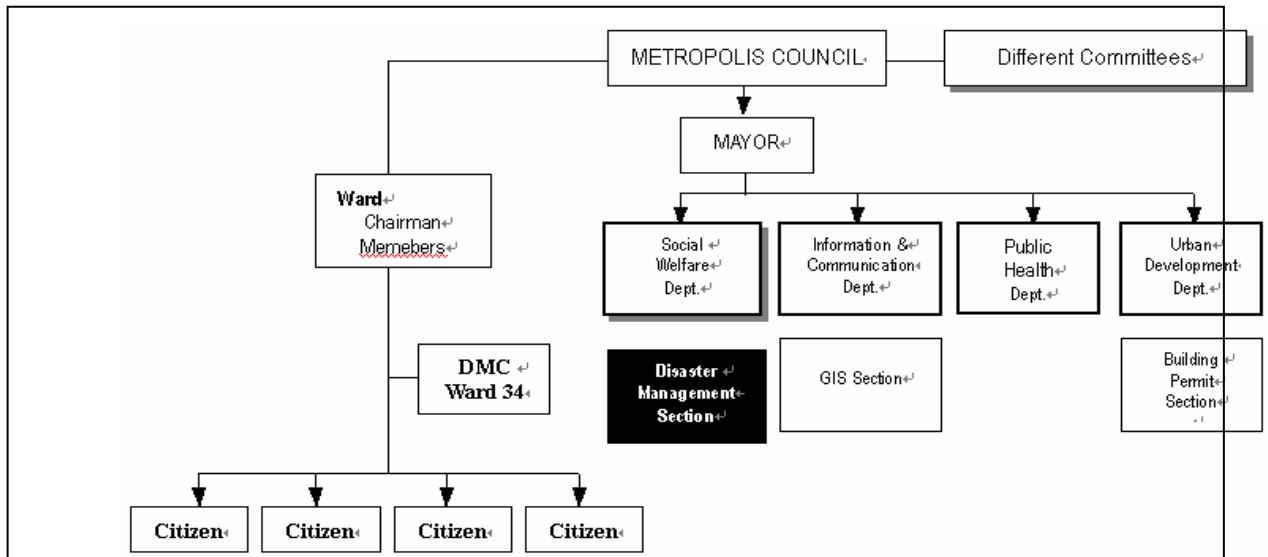 METROPOLIS COUNCIL
Different Committees
MAYOR
Ward
Chairman
Memebers
Social
Welfare
Dept.
Information &
Communication
Dept.
Public
Health
Dept.
Urban
Development
Dept.
DMC
Ward 34
Disaster
Management
Section
GIS Section
Building
Permit
Section
Citizen
Citizen
Citizen
Citizen